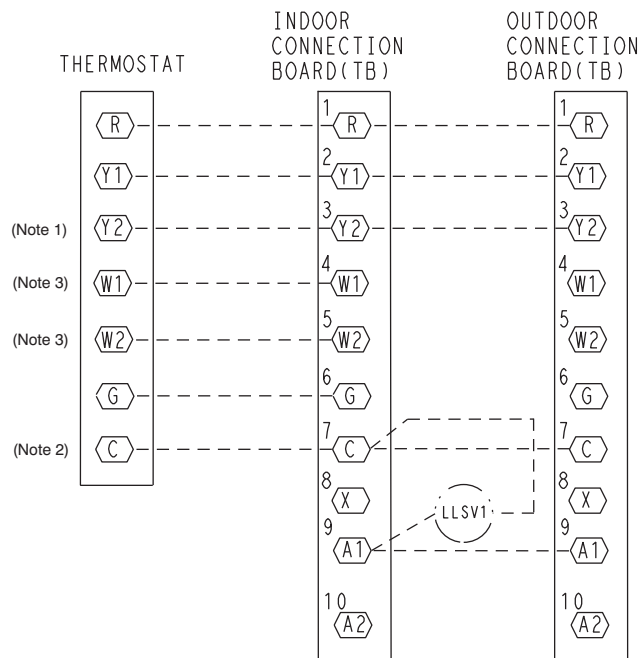 THERMOSTAT
INDOOR
CONNECTION
BOARD(TB)
OUTDOOR
CONNECTION
BOARD(TB)
R
1
R
1
R
Y1
2
Y1
2
Y1
(Note 1)
Y2
3
Y2
3
Y2
(Note 3)
W1
4
W1
4
W1
(Note 3)
W2
5
W2
5
W2
G
6
G
6
G
(Note 2)
C
7
C
7
C
8
X
LLSV1
8
X
9
A1
9
A1
10
A2
10
A2